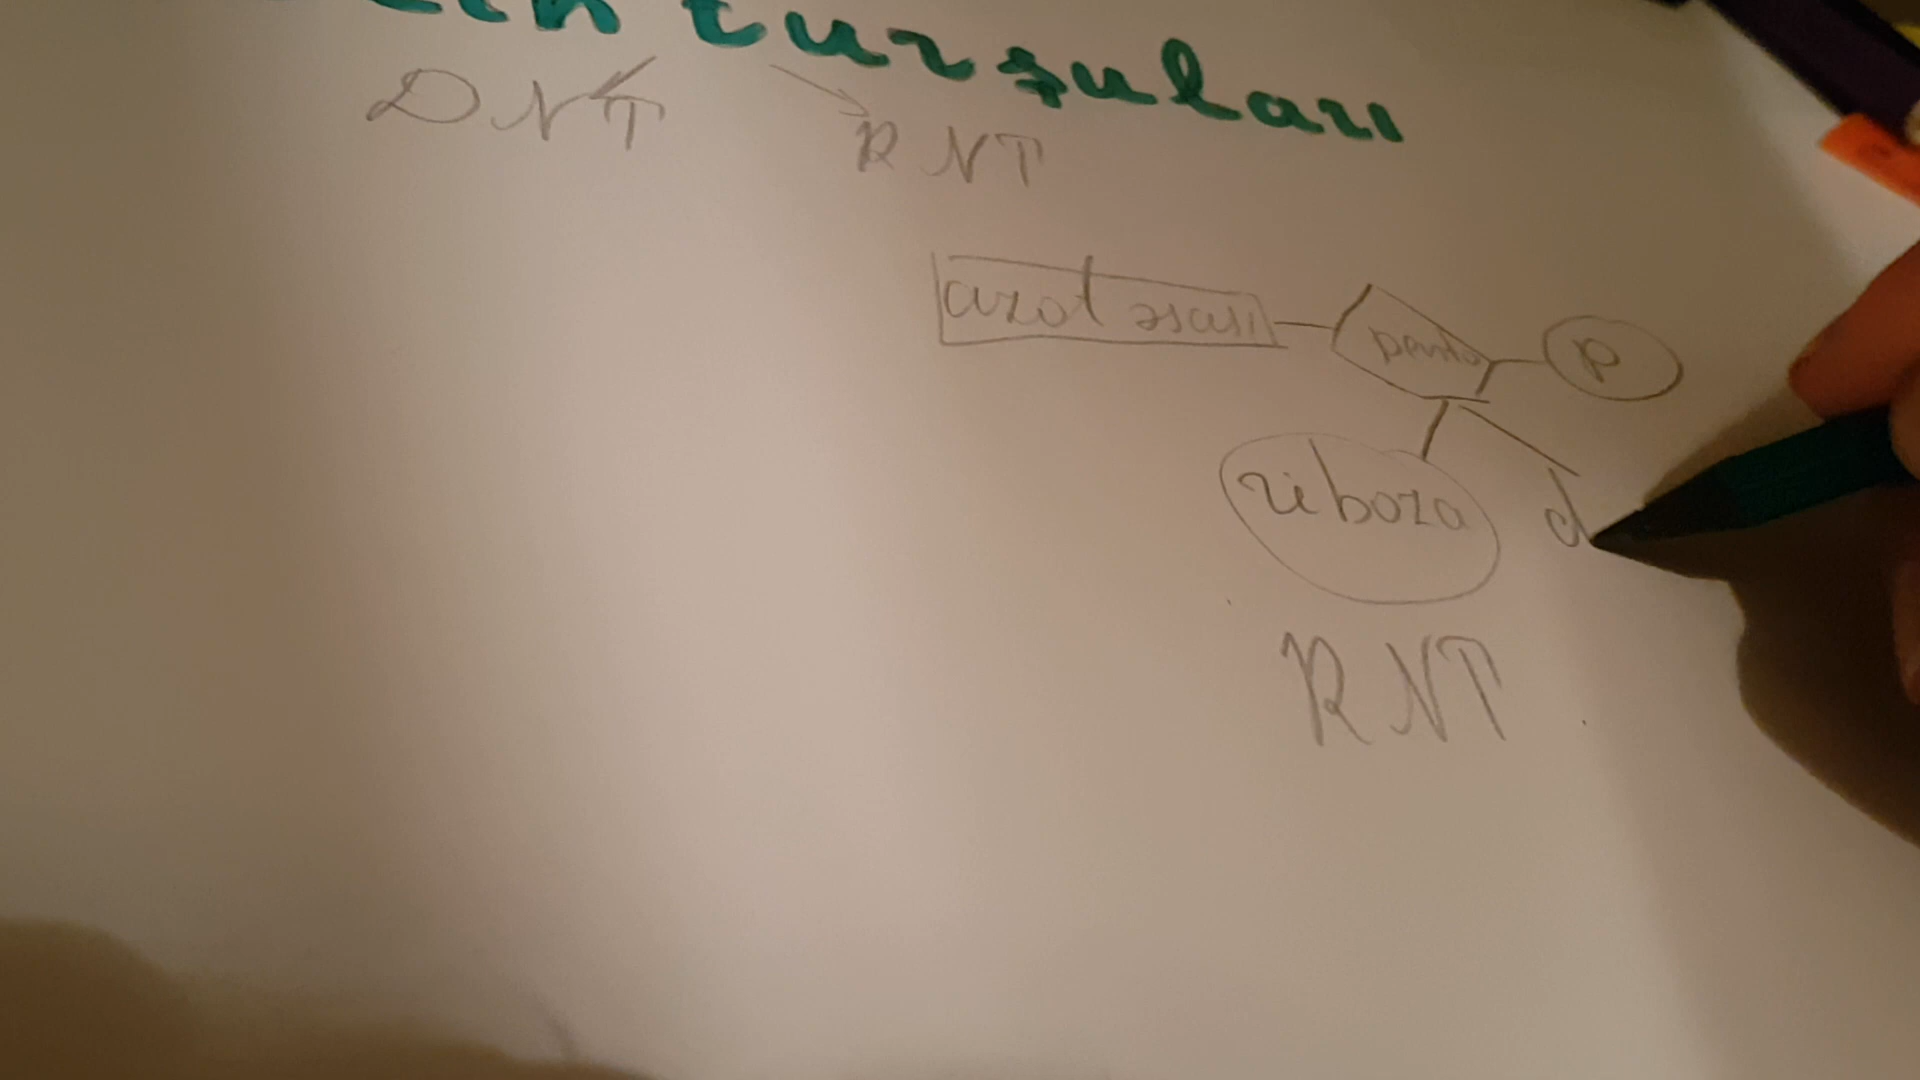 turşuları
DNT RNT
azot əsası pento P
riboza d
RNT